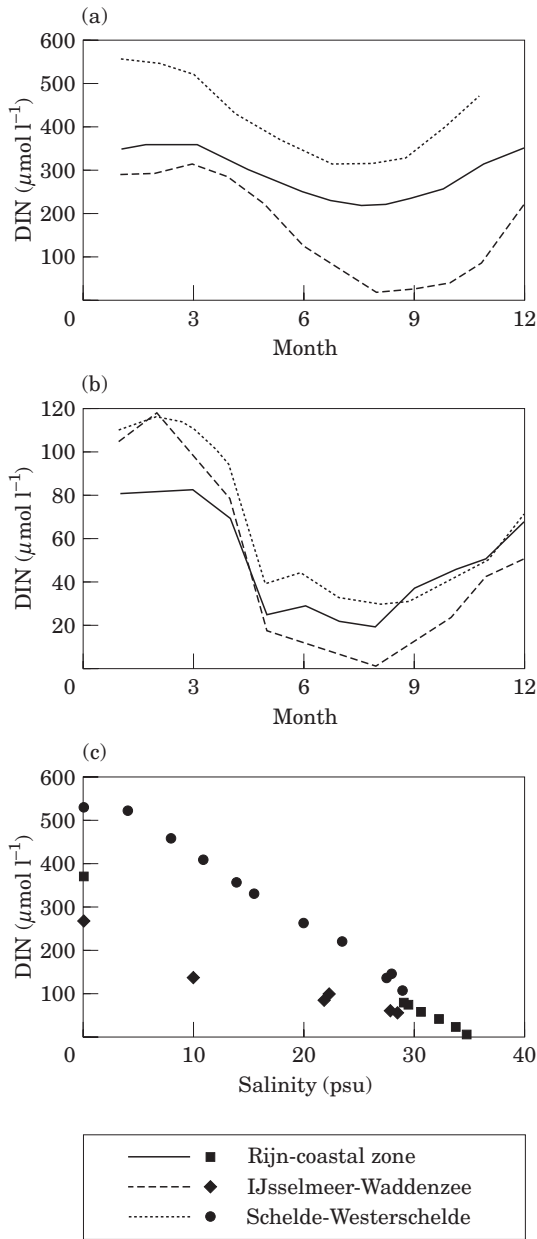 (a)
600
500
400
300
200
100
0
3
6
9
12
DIN (μmol l⁻¹)
Month
(b)
120
100
80
60
40
20
0
3
6
9
12
DIN (μmol l⁻¹)
Month
(c)
600
500
400
300
200
100
0
10
20
30
40
DIN (μmol l⁻¹)
Salinity (psu)
Rijn-coastal zone
IJsselmeer-Waddenzee
Schelde-Westerschelde